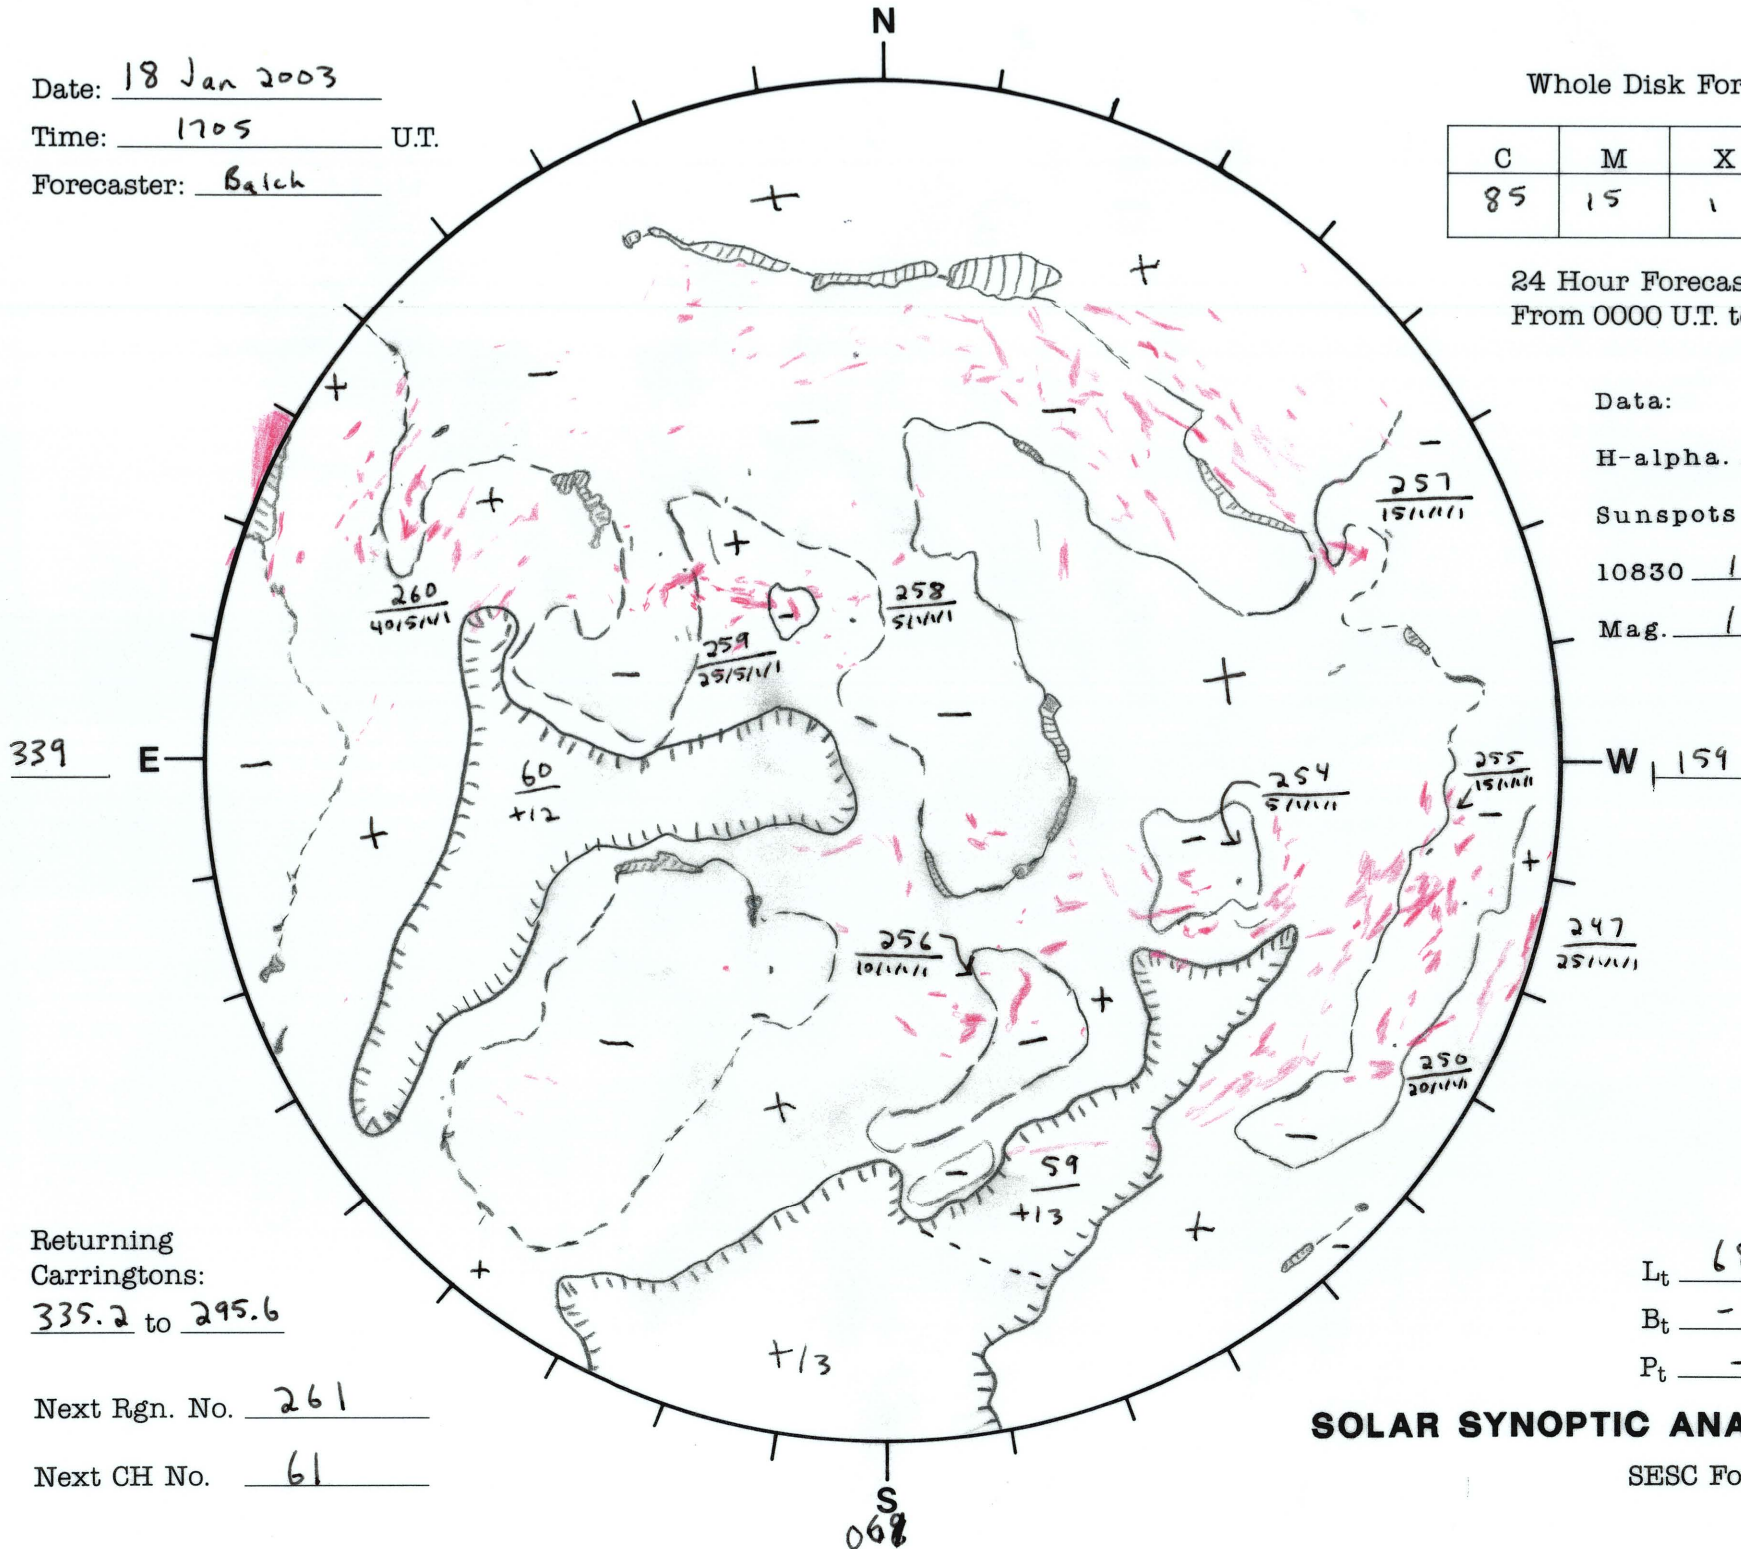 N
Date: 18 Jan 2003
Time: 1705 U.T.
Forecaster: Balch
Whole Disk For
C M X
85 15 1
24 Hour Forecas
From 0000 U.T. t
Data:
H-alpha.
Sunspots
10830 1
Mag. 1
+
+
+
-
-
-
-
257
15/1/1/1
+
+
260
40/5/1/1
-
258
5/1/1/1
259
25/5/1/1
-
+
-
339 E
-
W 159
60
+12
254
5/1/1/1
255
15/1/1/1
-
-
+
+
256
10/1/1/1
247
25/1/1/1
+
-
-
250
20/1/1/1
+
-
-
59
+13
+
-
+
+13
Returning
Carringtons:
335.2 to 295.6
Next Rgn. No. 261
Next CH No. 61
Lt 6
Bt -
Pt -
SOLAR SYNOPTIC ANA
SESC Fo
S